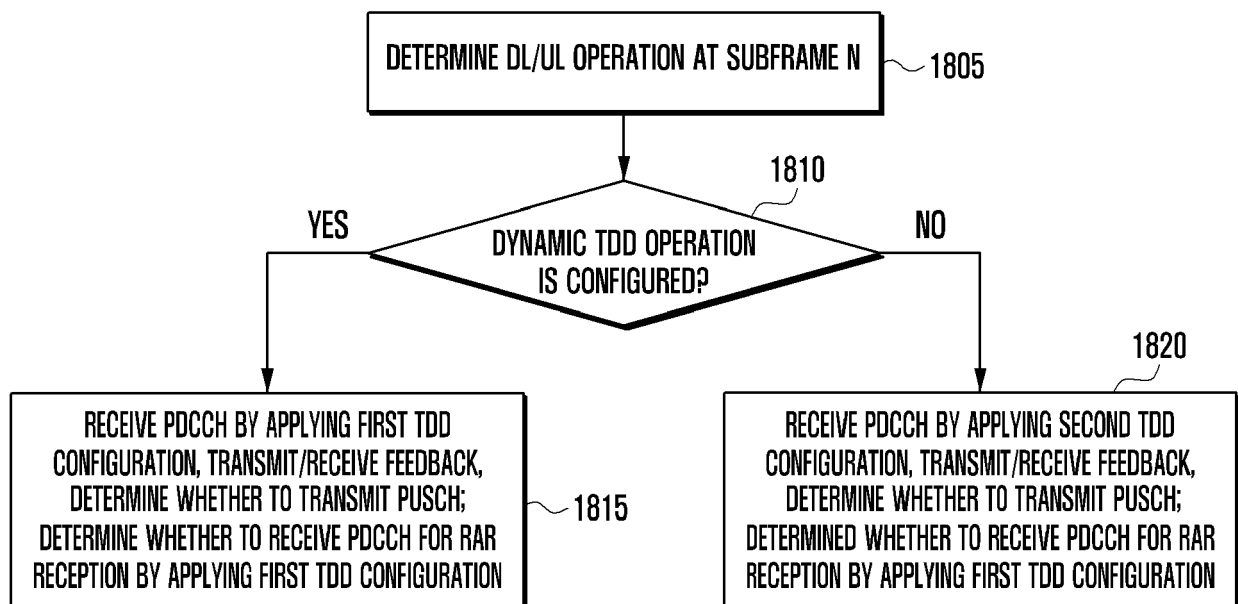 DETERMINE DL/UL OPERATION AT SUBFRAME N
1805
1810
YES
NO
DYNAMIC TDD OPERATION
IS CONFIGURED?
1820
RECEIVE PDCCH BY APPLYING FIRST TDD
CONFIGURATION, TRANSMIT/RECEIVE FEEDBACK,
DETERMINE WHETHER TO TRANSMIT PUSCH;
DETERMINE WHETHER TO RECEIVE PDCCH FOR RAR
RECEPTION BY APPLYING FIRST TDD CONFIGURATION
1815
RECEIVE PDCCH BY APPLYING SECOND TDD
CONFIGURATION, TRANSMIT/RECEIVE FEEDBACK,
DETERMINE WHETHER TO TRANSMIT PUSCH;
DETERMINED WHETHER TO RECEIVE PDCCH FOR RAR
RECEPTION BY APPLYING FIRST TDD CONFIGURATION